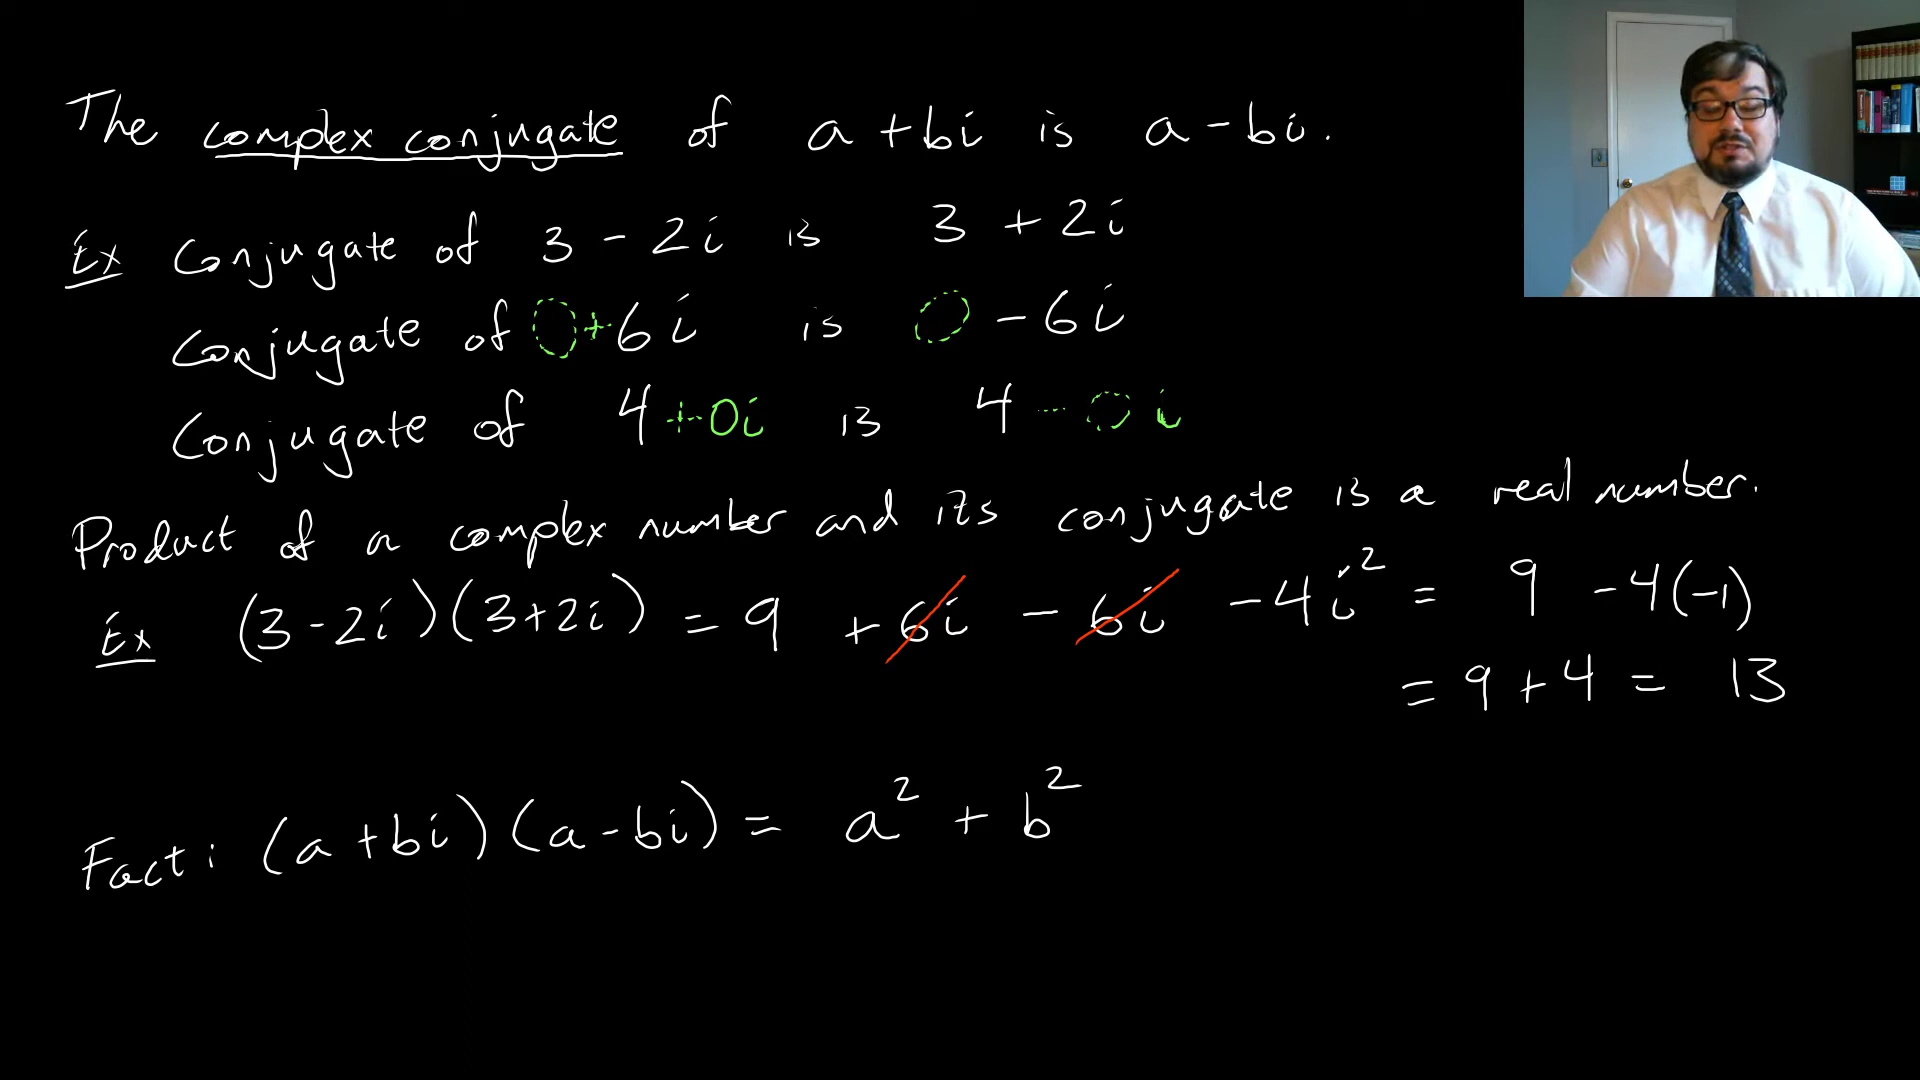 The complex conjugate of a + bi is a - bi.
Ex Conjugate of 3 - 2i is 3 + 2i
Conjugate of 0 + 6i is 0 - 6i
Conjugate of 4 + 0i is 4 - 0i
Product of a complex number and its conjugate is a real number.
Ex (3 - 2i)(3 + 2i) = 9 + 6i - 6i - 4i² = 9 - 4(-1)
= 9 + 4 = 13
Fact: (a + bi)(a - bi) = a² + b²